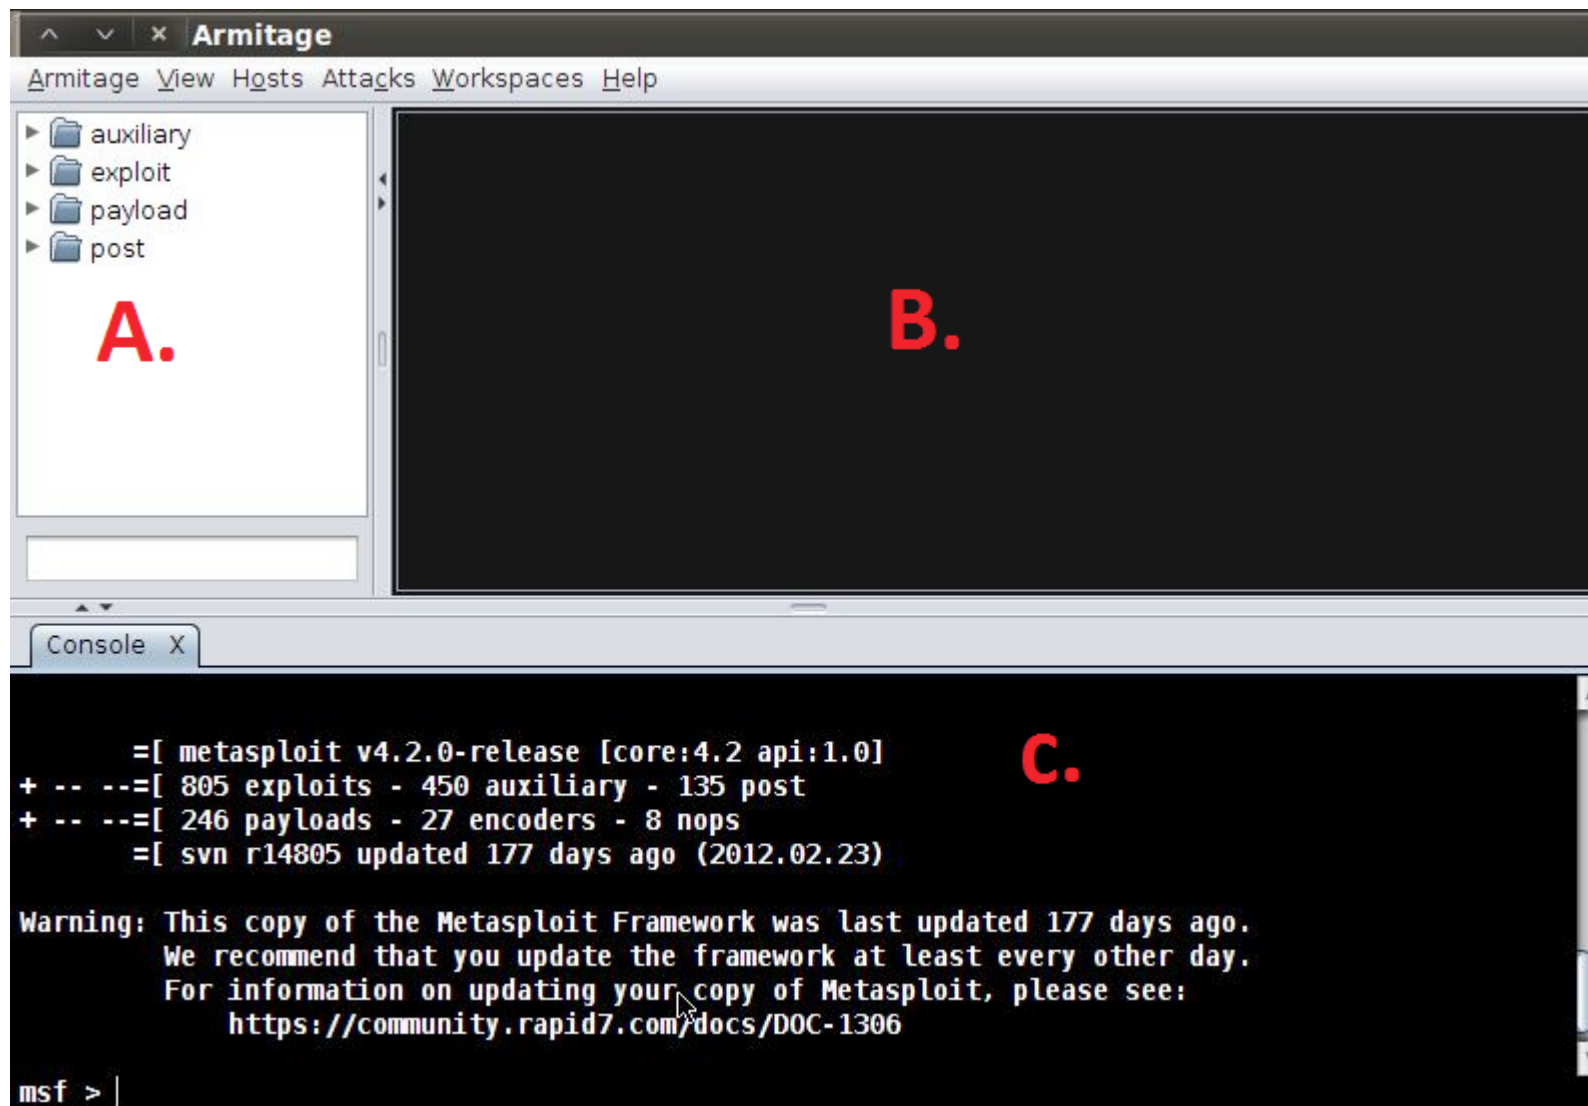 Armitage
Armitage View Hosts Attacks Workspaces Help
auxiliary
exploit
payload
post
A.
B.
Console X
C.
=[ metasploit v4.2.0-release [core:4.2 api:1.0]
+ -- --=[ 805 exploits - 450 auxiliary - 135 post
+ -- --=[ 246 payloads - 27 encoders - 8 nops
=[ svn r14805 updated 177 days ago (2012.02.23)
Warning: This copy of the Metasploit Framework was last updated 177 days ago.
We recommend that you update the framework at least every other day.
For information on updating your copy of Metasploit, please see:
https://community.rapid7.com/docs/DOC-1306
msf >